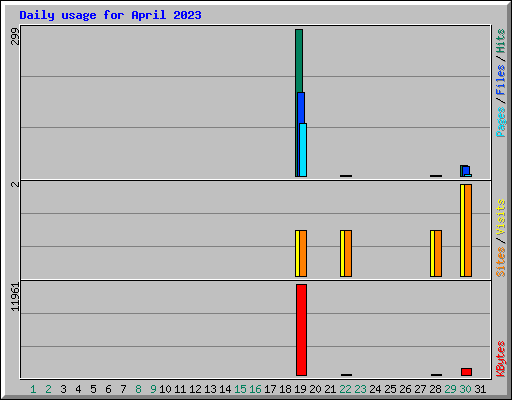 Daily usage for April 2023
299
Pages / Files / Hits
2
Sites / Visits
11961
KBytes
1 2 3 4 5 6 7 8 9 10 11 12 13 14 15 16 17 18 19 20 21 22 23 24 25 26 27 28 29 30 31